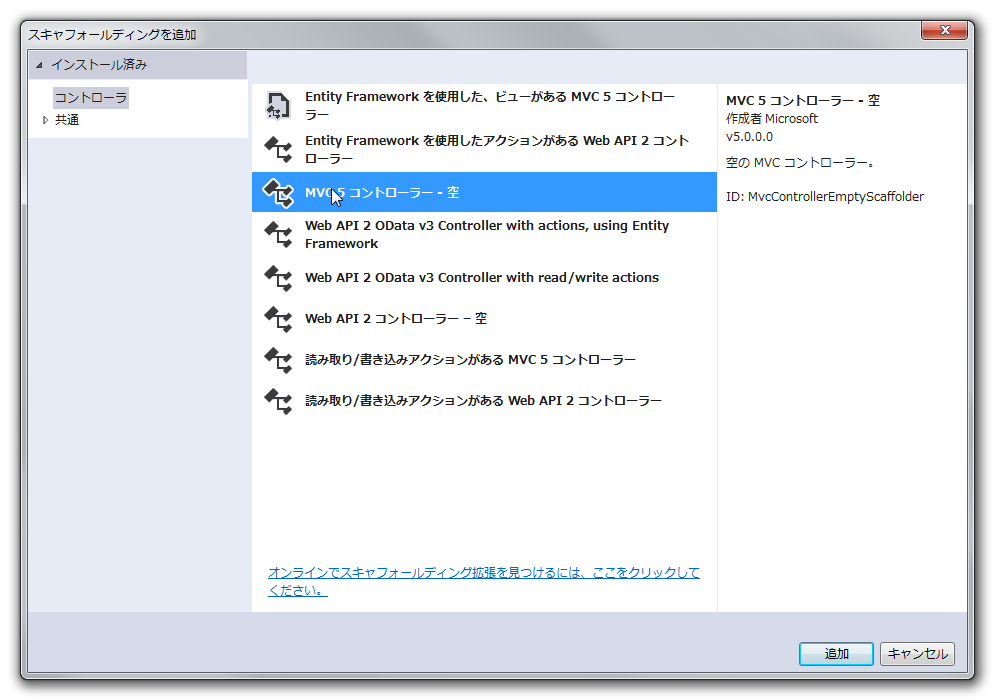 スキャフォールディングを追加
インストール済み
コントローラ
共通
Entity Framework を使用した、ビューがある MVC 5 コントロー
ラー
Entity Framework を使用したアクションがある Web API 2 コント
ローラー
MVC 5 コントローラー - 空
Web API 2 OData v3 Controller with actions, using Entity
Framework
Web API 2 OData v3 Controller with read/write actions
Web API 2 コントローラー – 空
読み取り/書き込みアクションがある MVC 5 コントローラー
読み取り/書き込みアクションがある Web API 2 コントローラー
オンラインでスキャフォールディング拡張を見つけるには、ここをクリックして
ください。
MVC 5 コントローラー - 空
作成者 Microsoft
v5.0.0.0
空の MVC コントローラー。
ID: MvcControllerEmptyScaffolder
追加
キャンセル